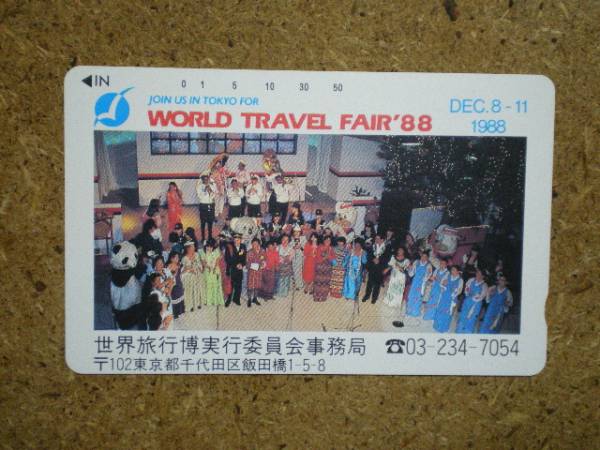 ◀IN
0 1 5 10 30 50
JOIN US IN TOKYO FOR
WORLD TRAVEL FAIR'88
DEC. 8-11
1988
世界旅行博実行委員会事務局 ☎03-234-7054
〒102東京都千代田区飯田橋1-5-8